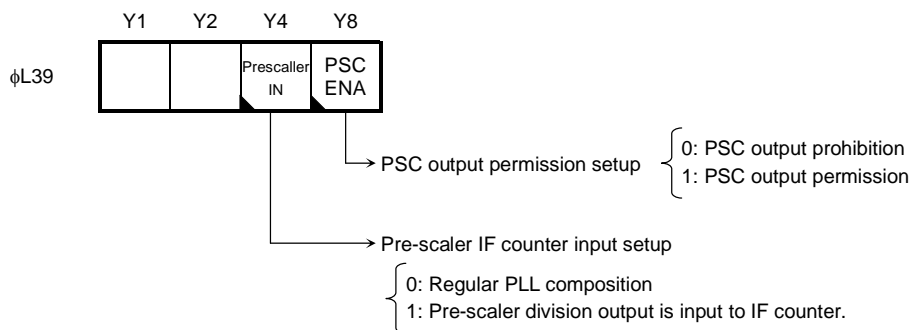 Y1 Y2 Y4 Y8
ϕL39
Prescaller
IN
PSC
ENA
PSC output permission setup
0: PSC output prohibition
1: PSC output permission
Pre-scaler IF counter input setup
0: Regular PLL composition
1: Pre-scaler division output is input to IF counter.